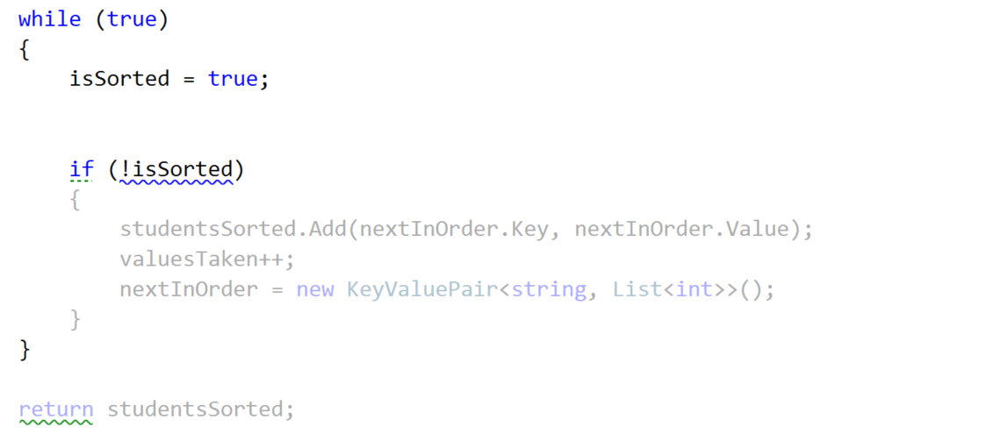 while (true)
{
    isSorted = true;
    if (!isSorted)
    {
        studentsSorted.Add(nextInOrder.Key, nextInOrder.Value);
        valuesTaken++;
        nextInOrder = new KeyValuePair<string, List<int>>();
    }
}
return studentsSorted;